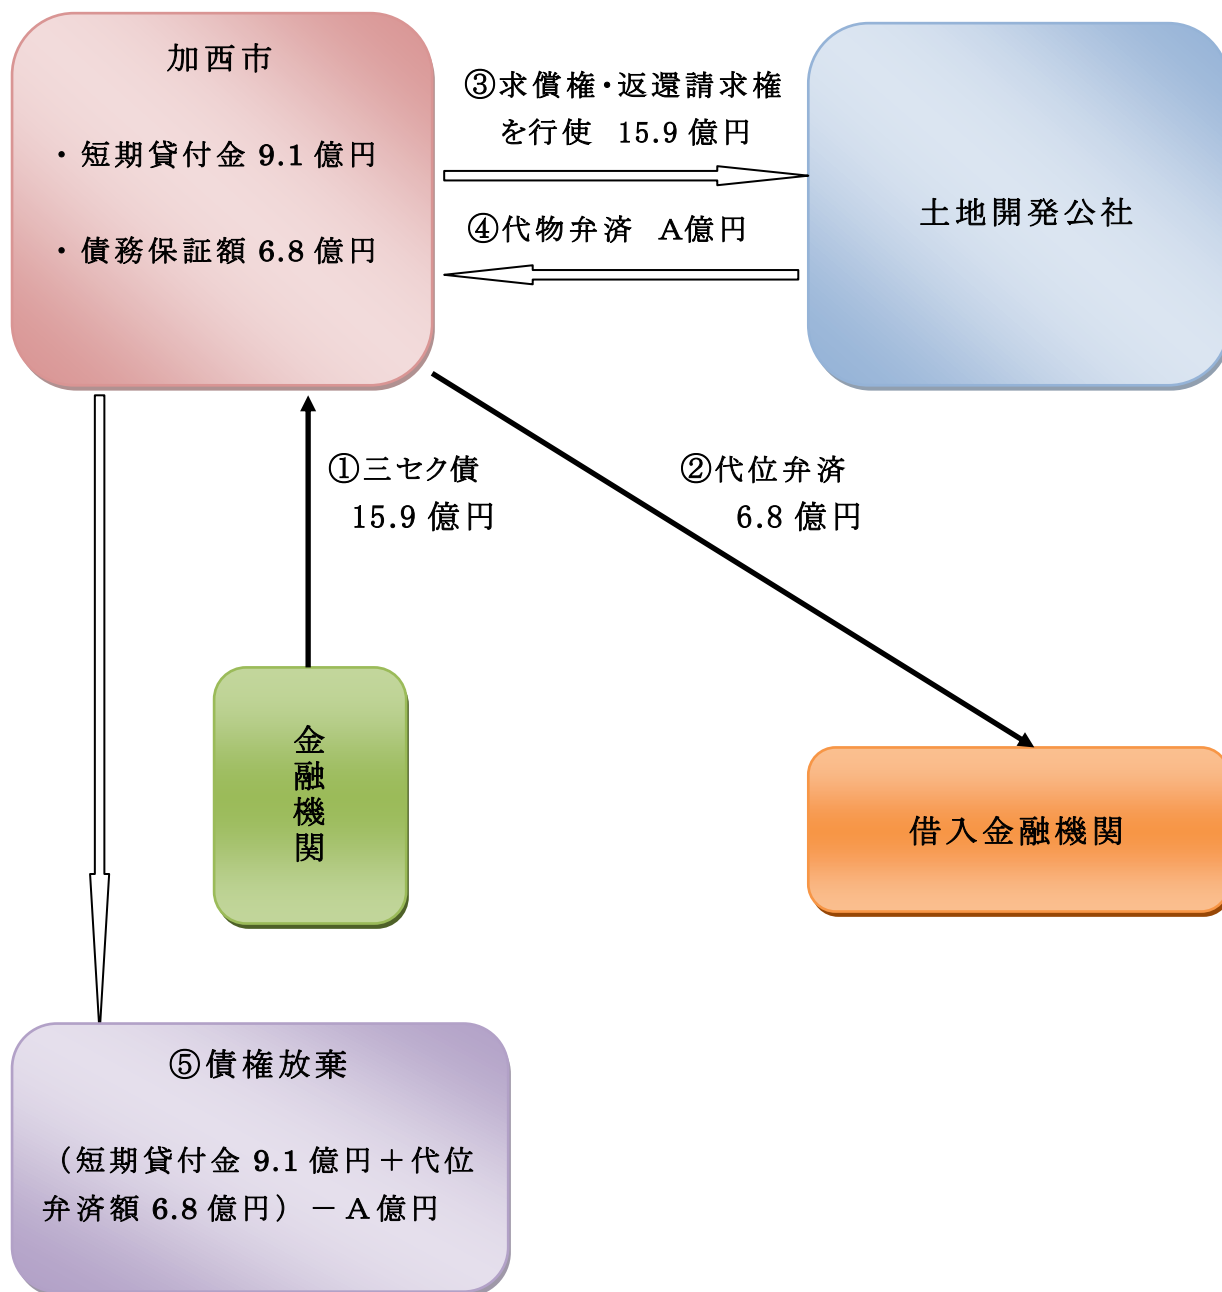 加西市
・ 短期貸付金 9.1 億円
・ 債務保証額 6.8 億円
③求償権・返還請求権
を行使 15.9 億円
④代物弁済 A億円
土地開発公社
①三セク債
15.9 億円
②代位弁済
6.8 億円
金融機関
借入金融機関
⑤債権放棄
（短期貸付金 9.1 億円＋代位
弁済額 6.8 億円）－A 億円